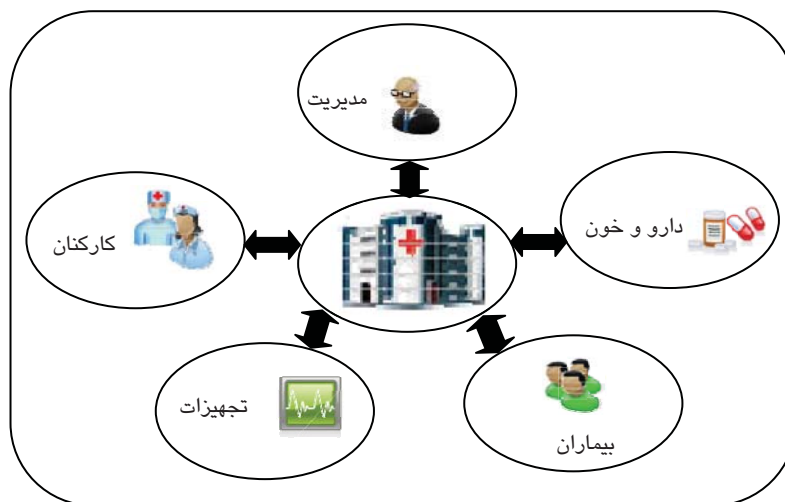 مدیریت
دارو و خون
کارکنان
تجهیزات
بیماران